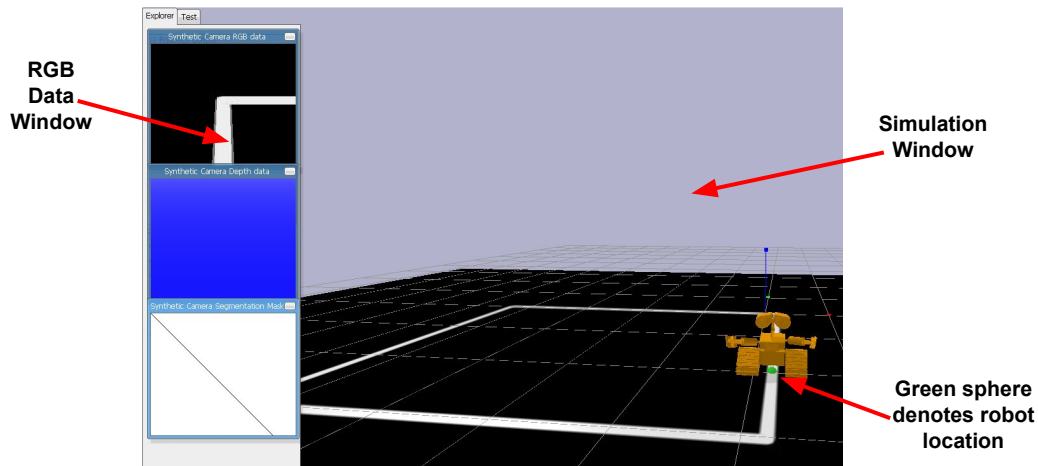 Explorer Test
Synthetic Camera RGB data
RGB
Data
Window
Synthetic Camera Depth data
Synthetic Camera Segmentation Mask
Simulation
Window
Green sphere
denotes robot
location